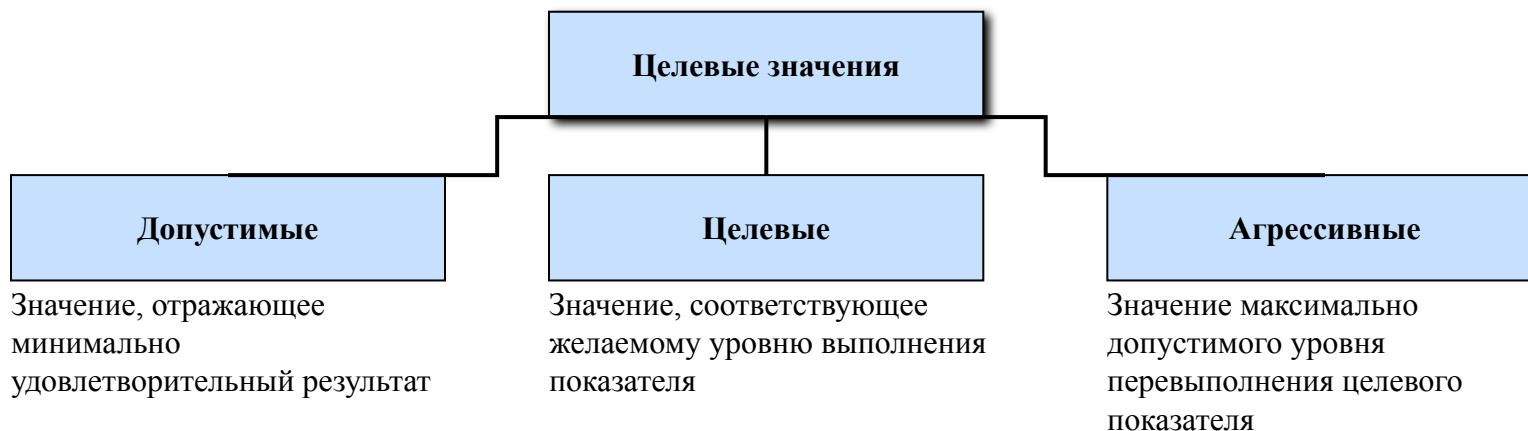 Целевые значения
Допустимые
Целевые
Агрессивные
Значение, отражающее
минимально
удовлетворительный результат
Значение, соответствующее
желаемому уровню выполнения
показателя
Значение максимально
допустимого уровня
перевыполнения целевого
показателя